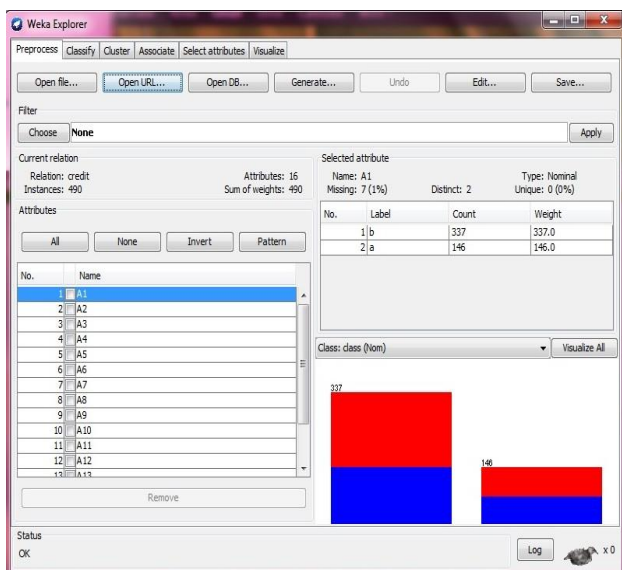 Weka Explorer
Preprocess Classify Cluster Associate Select attributes Visualize
Open file... Open URL... Open DB... Generate... Undo Edit... Save...
Filter
Choose None Apply
Current relation
Relation: credit Attributes: 16
Instances: 490 Sum of weights: 490
Selected attribute
Name: A1 Type: Nominal
Missing: 7 (1%) Distinct: 2 Unique: 0 (0%)
No. Label Count Weight
1 b 337 337.0
2 a 146 146.0
Attributes
All None Invert Pattern
No. Name
1 A1
2 A2
3 A3
4 A4
5 A5
6 A6
7 A7
8 A8
9 A9
10 A10
11 A11
12 A12
13 A13
Remove
Class: class (Nom) Visualize All
337
146
Status
OK
Log x 0